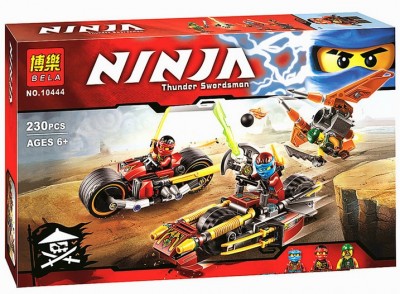 博樂
BELA
NO.10444
NINJA
Thunder Swordsman
230PCS
AGES 6+